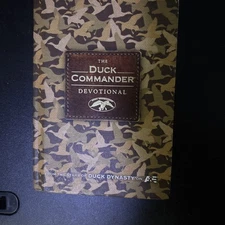 THE
DUCK
COMMANDER
DEVOTIONAL
DUCK DYNASTY